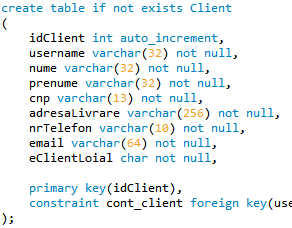 create table if not exists Client
(
idClient int auto_increment,
username varchar(32) not null,
nume varchar(32) not null,
prenume varchar(32) not null,
cnp varchar(13) not null,
adresaLivrare varchar(256) not null,
nrTelefon varchar(10) not null,
email varchar(64) not null,
eClientLoial char not null,
primary key(idClient),
constraint cont_client foreign key(use
);